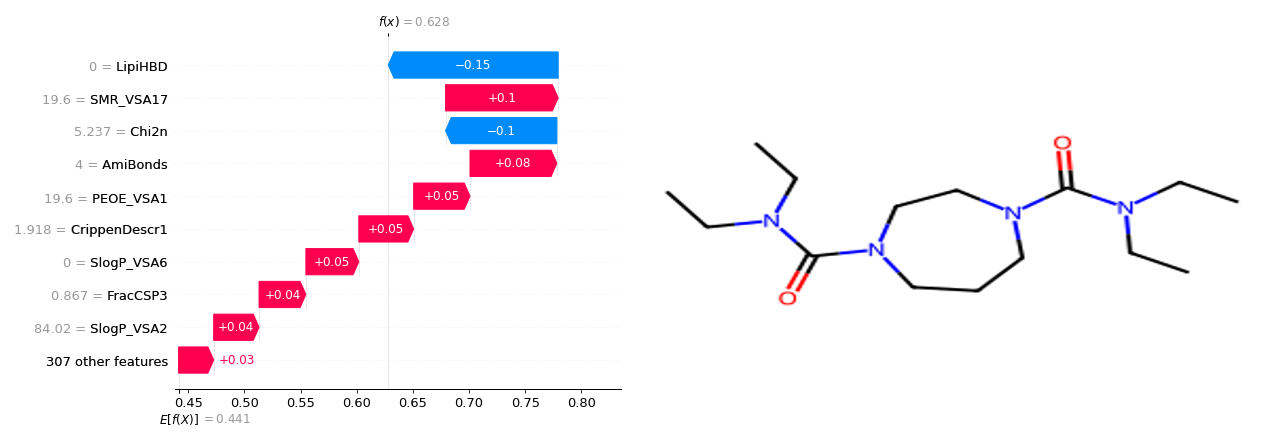 f(x) = 0.628
0 = LipiHBD
−0.15
19.6 = SMR_VSA17
+0.1
5.237 = Chi2n
−0.1
4 = AmiBonds
+0.08
19.6 = PEOE_VSA1
+0.05
1.918 = CrippenDescr1
+0.05
0 = SlogP_VSA6
+0.05
0.867 = FracCSP3
+0.04
84.02 = SlogP_VSA2
+0.04
307 other features
+0.03
0.45 0.50 0.55 0.60 0.65 0.70 0.75 0.80
E[f(X)] = 0.441
O
N
N
N
N
O